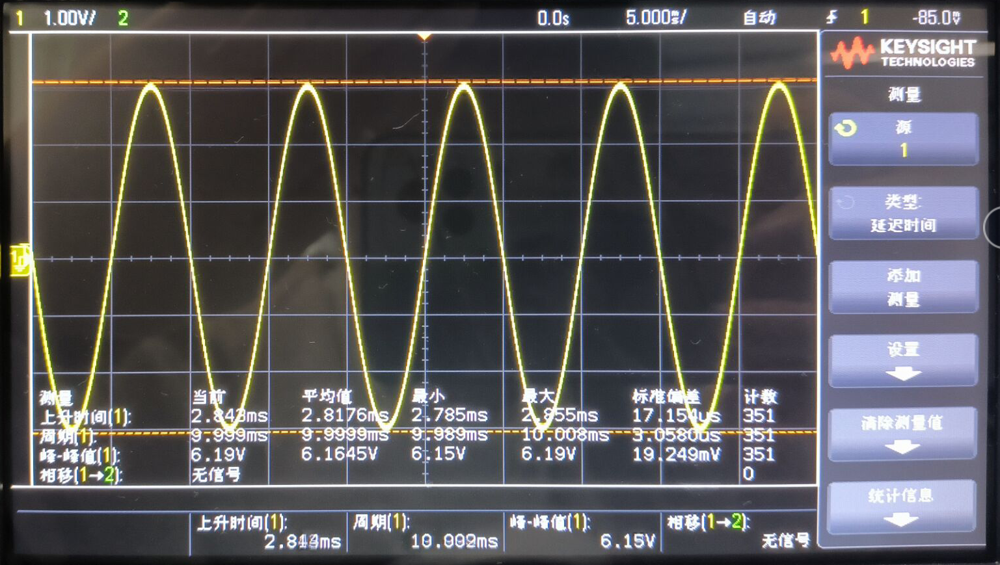 1 1.00V/ 2 0.0s 5.000ms/ 自动 1 -85.0mV
KEYSIGHT
TECHNOLOGIES
测量
源
1
类型:
延迟时间
添加
测量
设置
清除测量值
统计信息
测量 当前 平均值 最小 最大 标准偏差 计数
上升时间(1): 2.843ms 2.8176ms 2.785ms 2.855ms 17.154us 351
周期(1): 9.999ms 9.9999ms 9.989ms 10.008ms 3.0580us 351
峰-峰值(1): 6.19V 6.1645V 6.15V 6.19V 19.249mV 351
相移(1→2): 无信号 0
上升时间(1): 周期(1): 峰-峰值(1): 相移(1→2):
6.15V 无信号